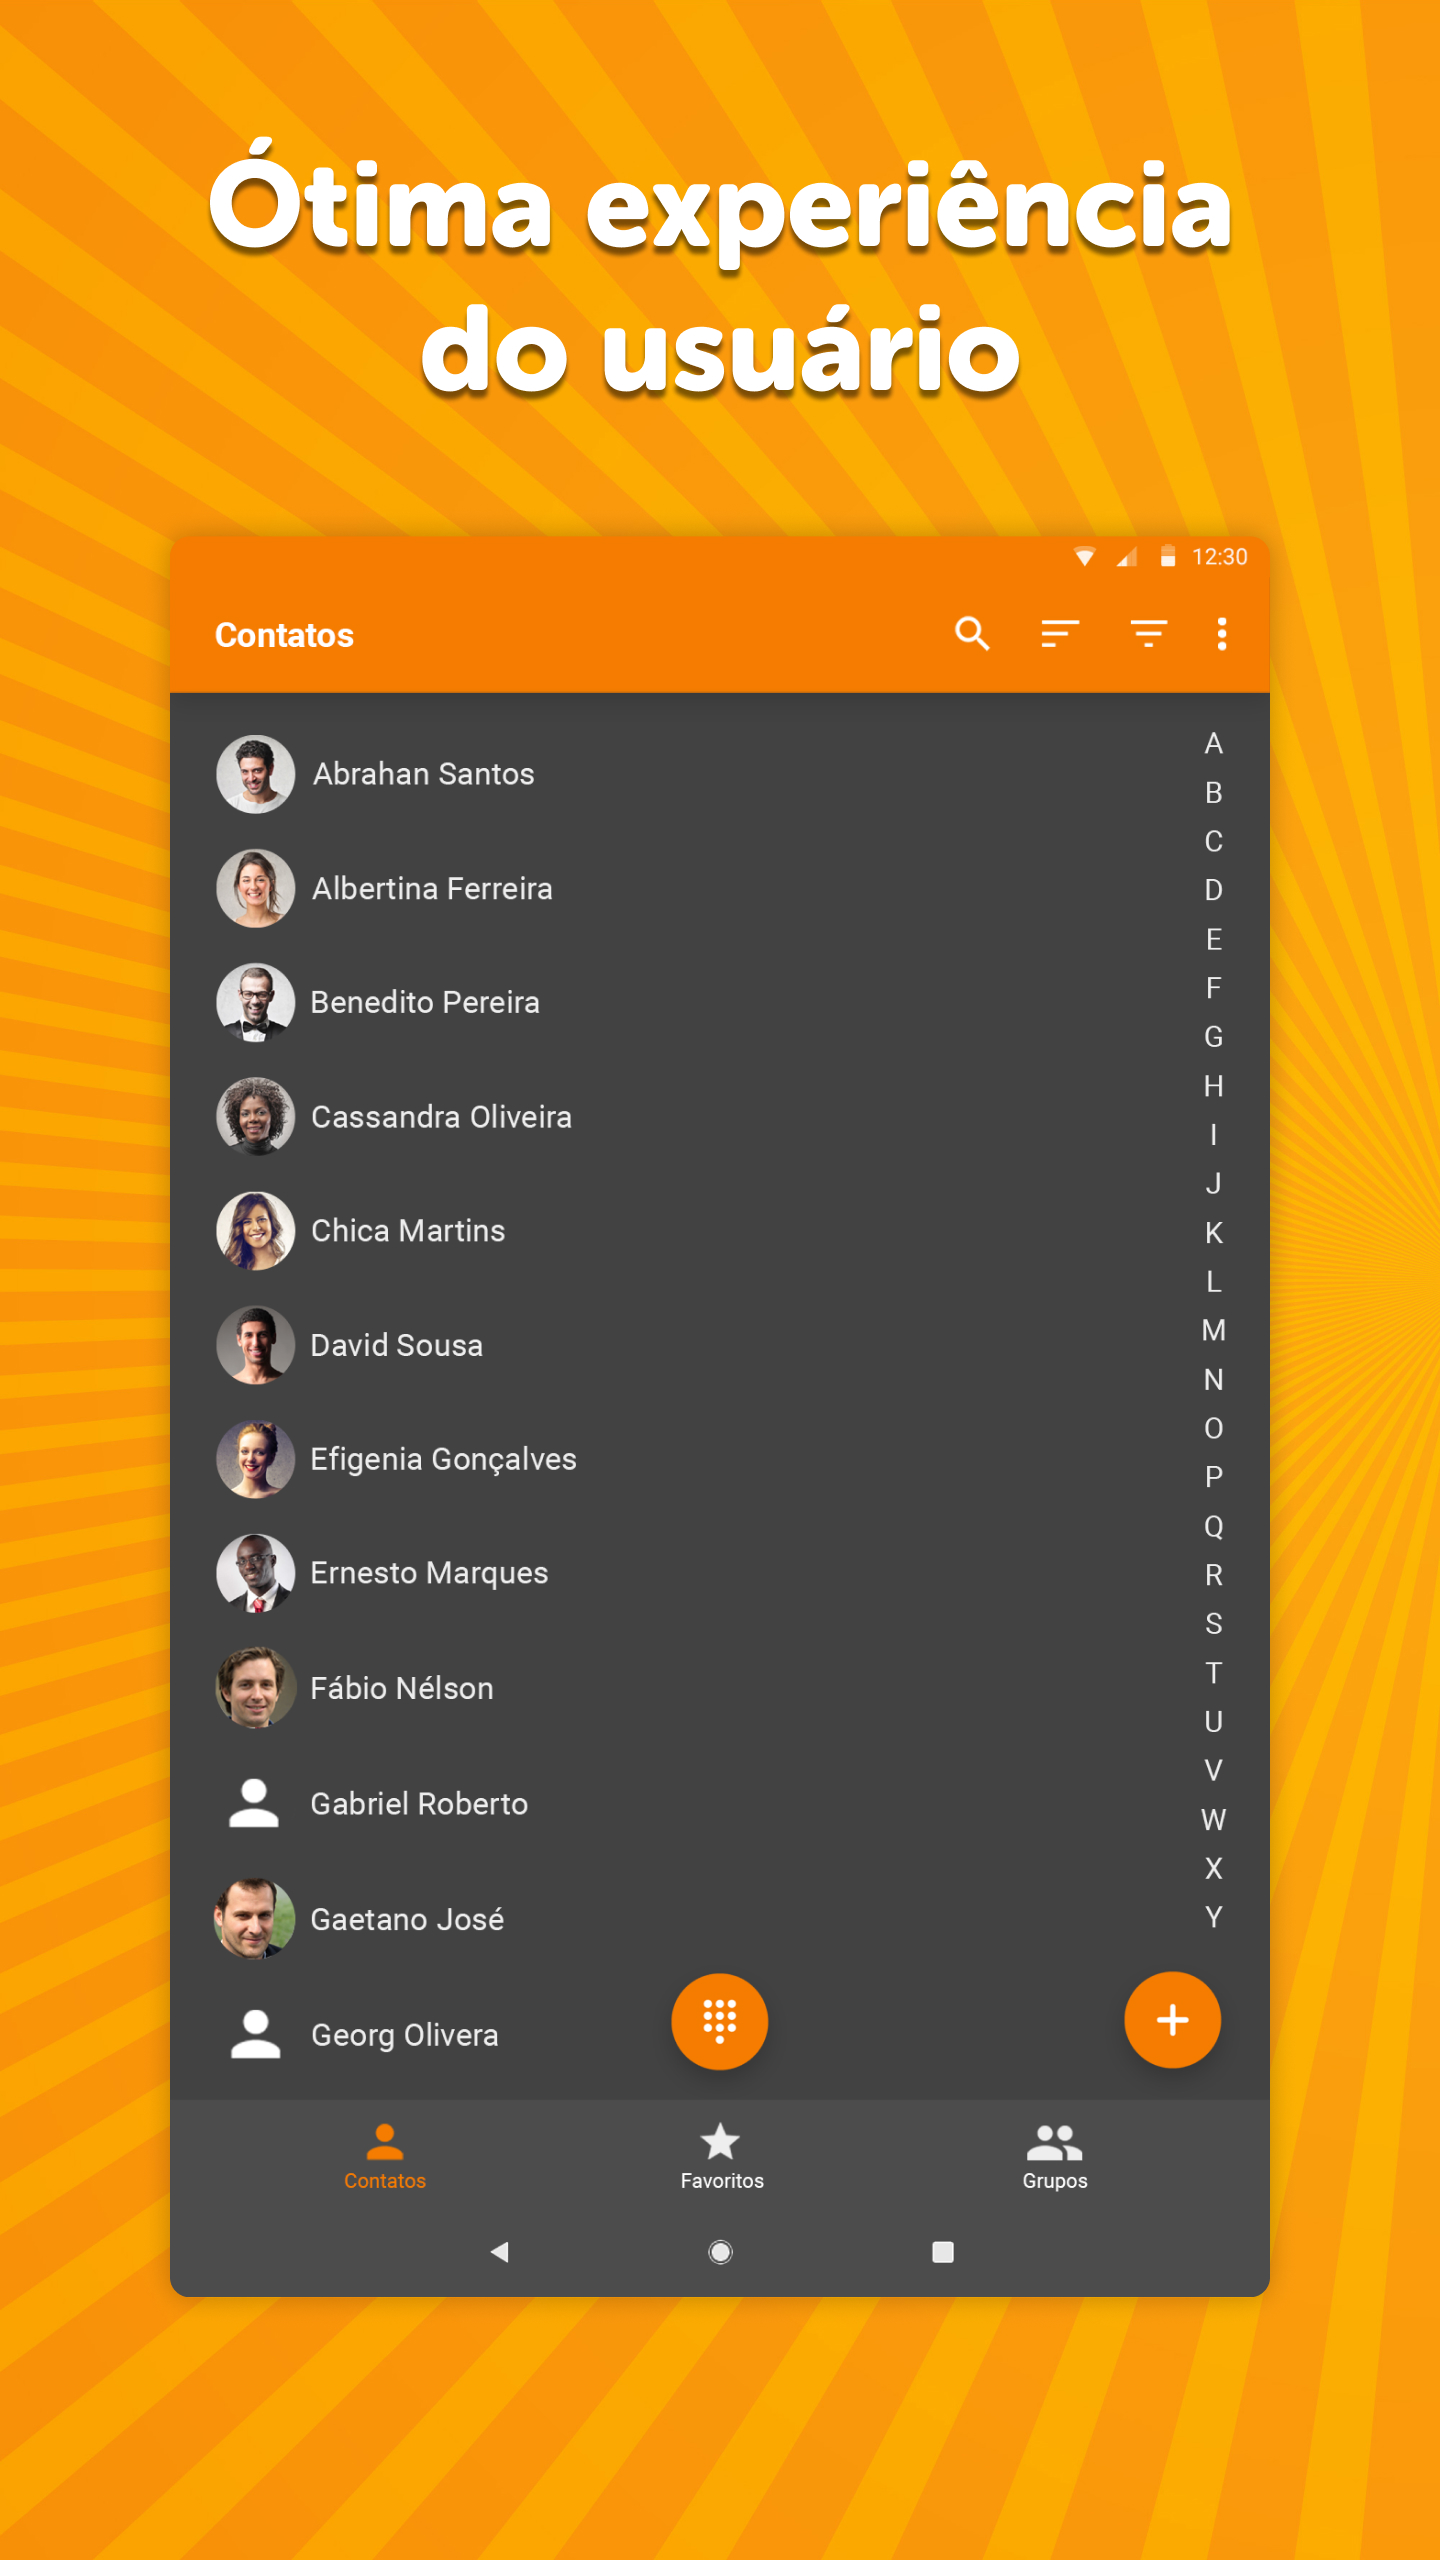 Ótima experiência
do usuário
12:30
Contatos
Abrahan Santos
Albertina Ferreira
Benedito Pereira
Cassandra Oliveira
Chica Martins
David Sousa
Efigenia Gonçalves
Ernesto Marques
Fábio Nélson
Gabriel Roberto
Gaetano José
Georg Olivera
A
B
C
D
E
F
G
H
I
J
K
L
M
N
O
P
Q
R
S
T
U
V
W
X
Y
Contatos
Favoritos
Grupos